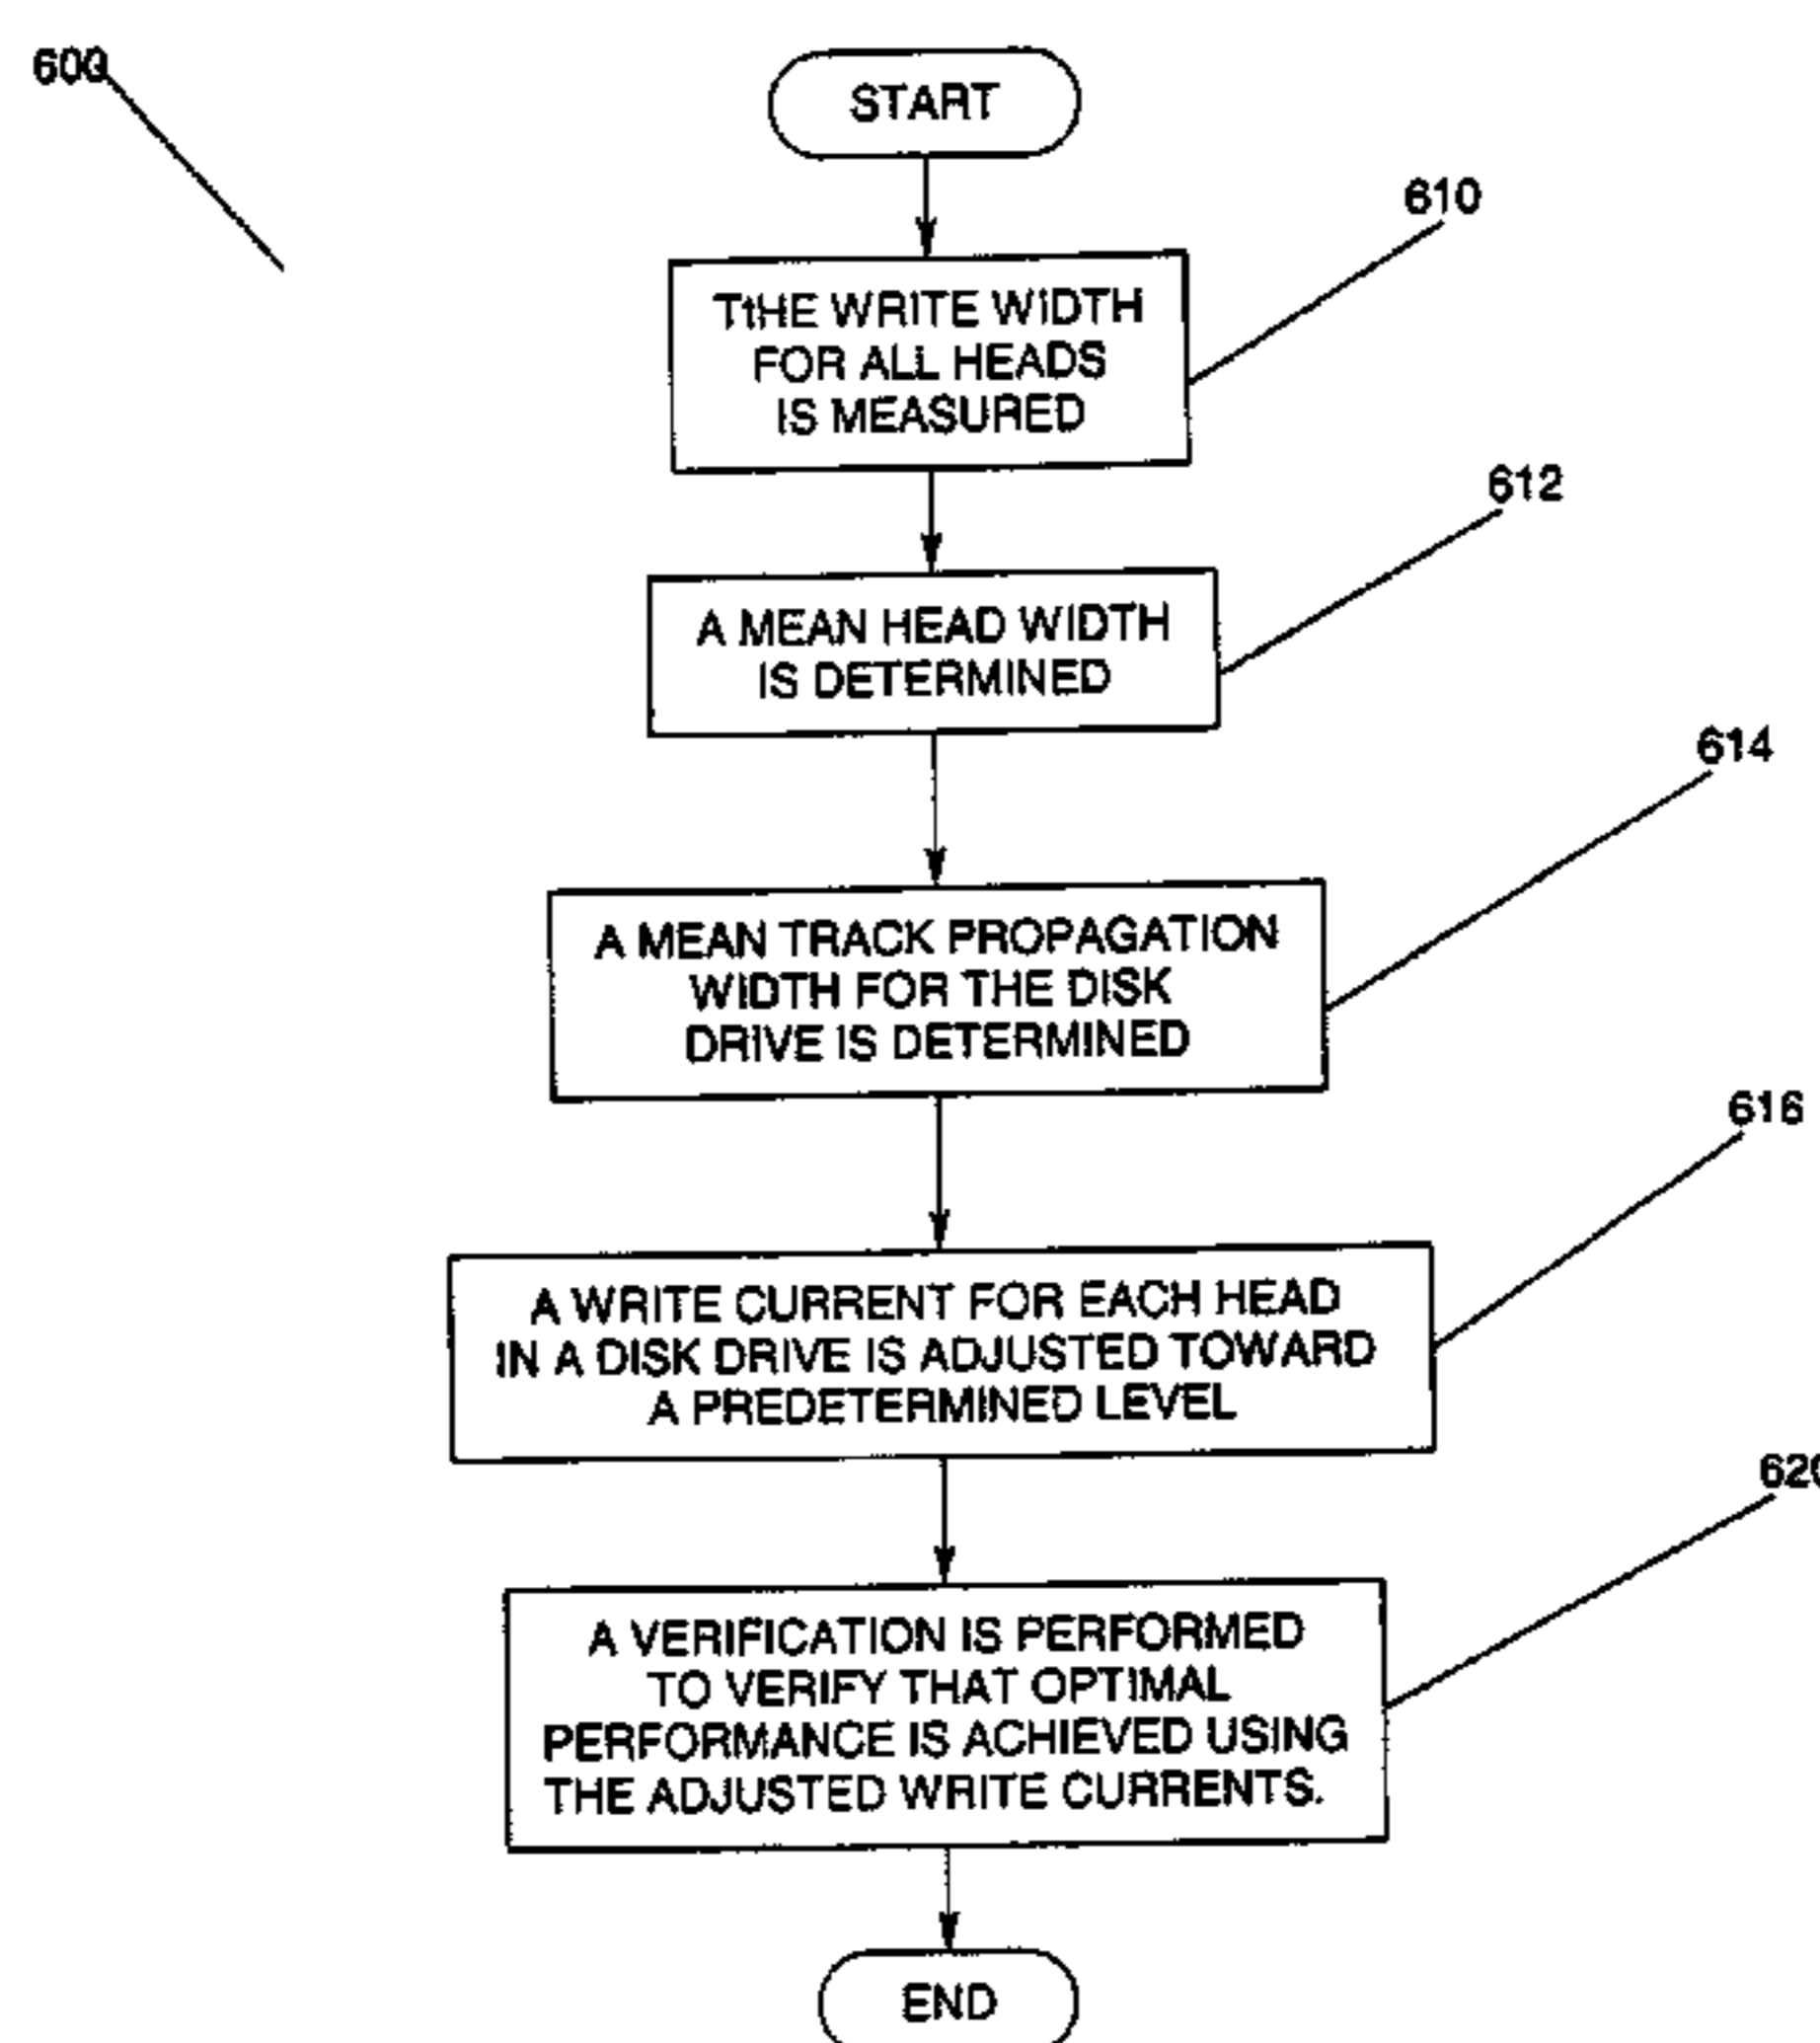 600
START
610
T1HE WRITE WIDTH
FOR ALL HEADS
IS MEASURED
612
A MEAN HEAD WIDTH
IS DETERMINED
614
A MEAN TRACK PROPAGATION
WIDTH FOR THE DISK
DRIVE IS DETERMINED
616
A WRITE CURRENT FOR EACH HEAD
IN A DISK DRIVE IS ADJUSTED TOWARD
A PREDETERMINED LEVEL
620
A VERIFICATION IS PERFORMED
TO VERIFY THAT OPTIMAL
PERFORMANCE IS ACHIEVED USING
THE ADJUSTED WRITE CURRENTS.
END